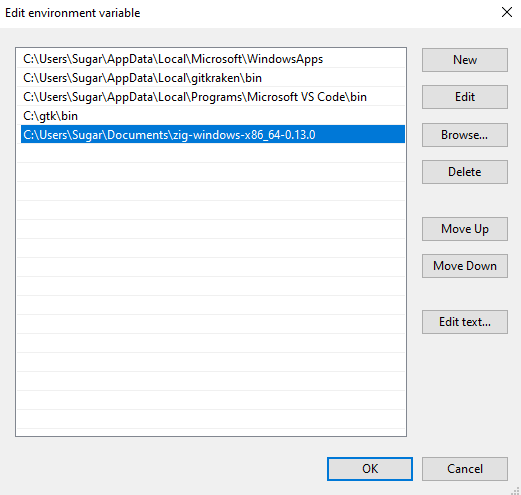 Edit environment variable
C:\Users\Sugar\AppData\Local\Microsoft\WindowsApps
C:\Users\Sugar\AppData\Local\gitkraken\bin
C:\Users\Sugar\AppData\Local\Programs\Microsoft VS Code\bin
C:\gtk\bin
C:\Users\Sugar\Documents\zig-windows-x86_64-0.13.0
New
Edit
Browse...
Delete
Move Up
Move Down
Edit text...
OK
Cancel